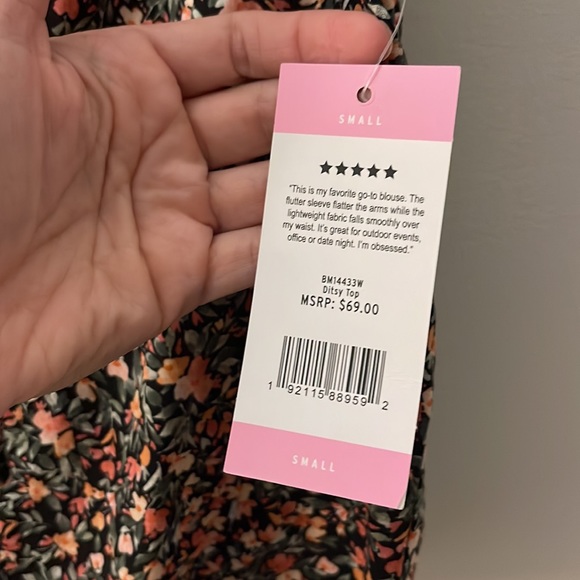 SMALL
★★★★★
"This is my favorite go-to blouse. The
flutter sleeve flatter the arms while the
lightweight fabric falls smoothly over
my waist. It's great for outdoor events,
office or date night. I'm obsessed."
BM14433W
Ditsy Top
MSRP: $69.00
1 92115 88959 2
SMALL